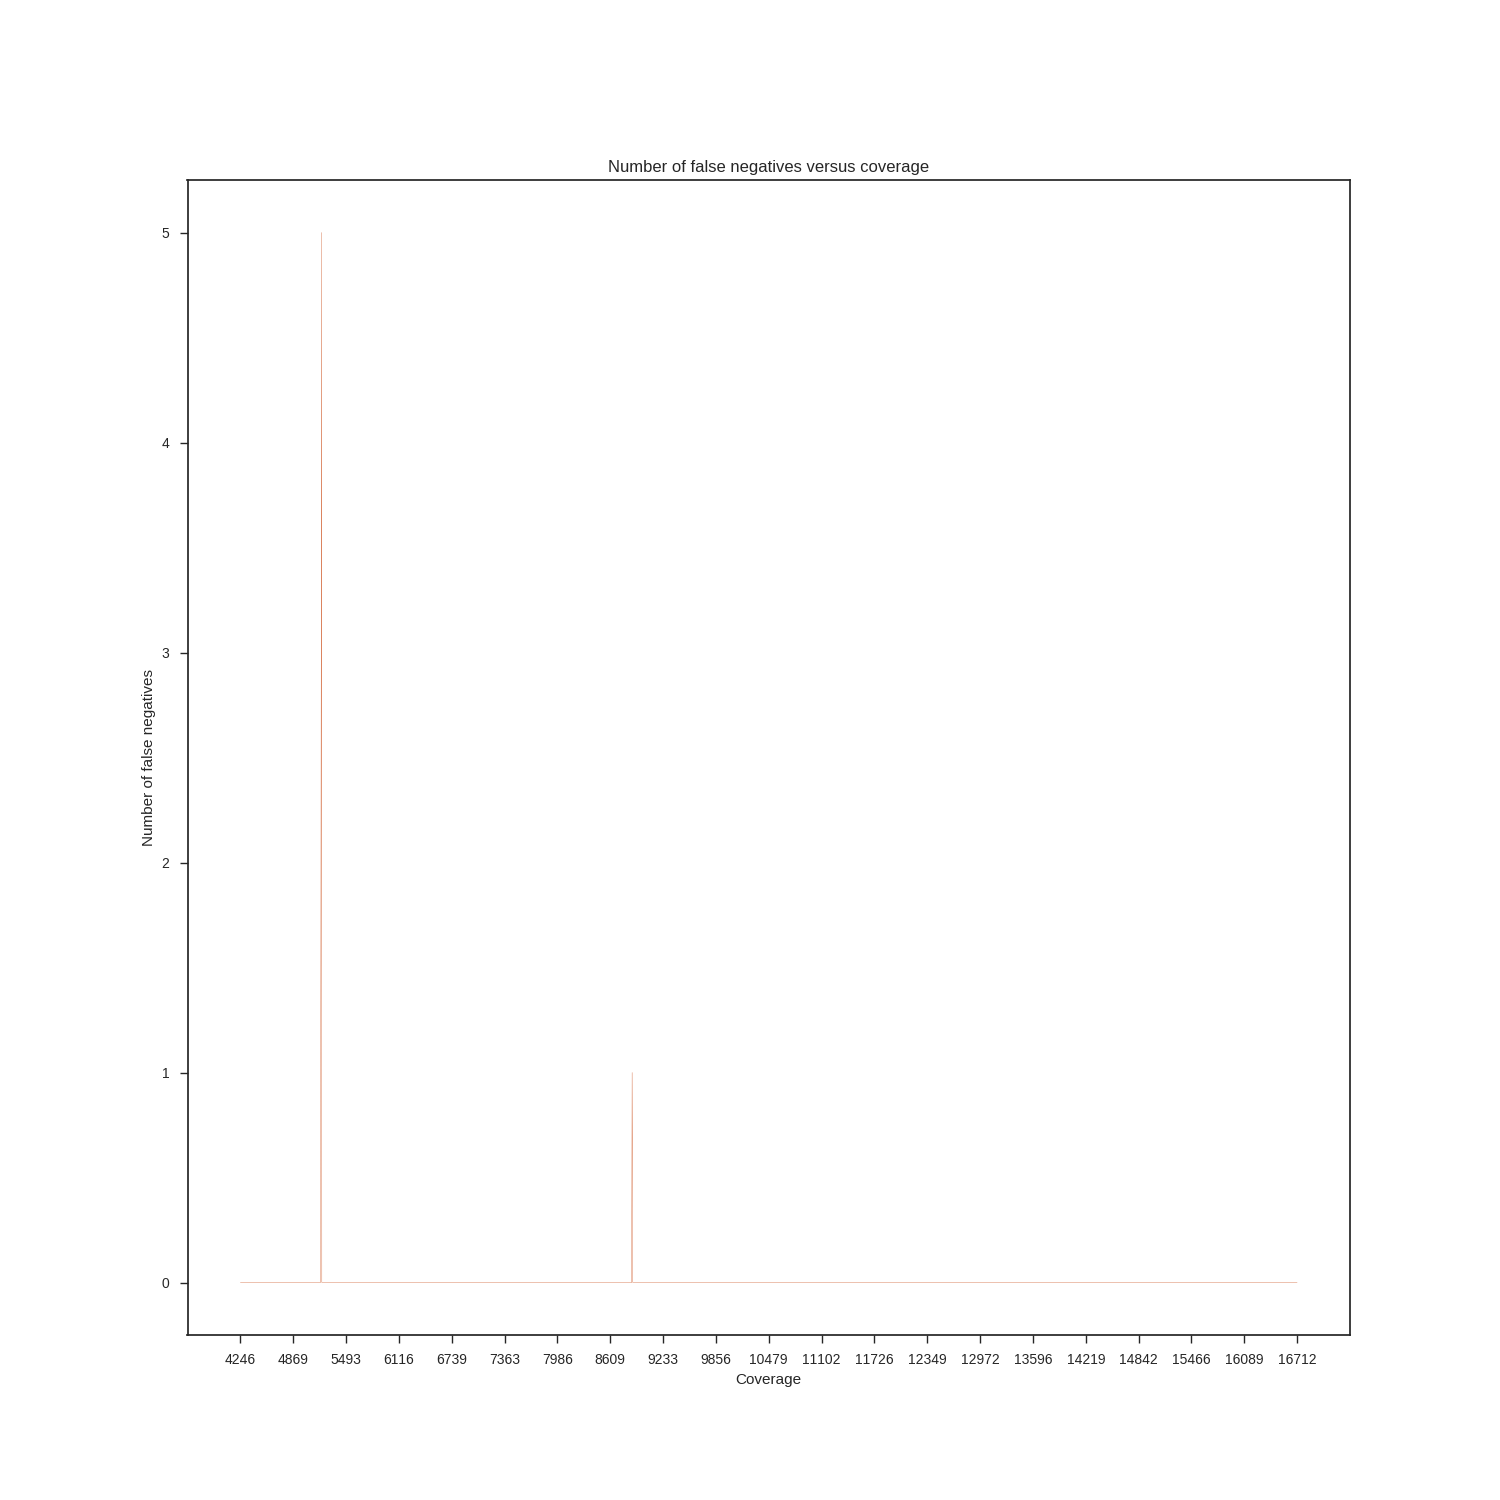 Number of false negatives versus coverage
5
4
3
2
1
0
Number of false negatives
4246 4869 5493 6116 6739 7363 7986 8609 9233 9856 10479 11102 11726 12349 12972 13596 14219 14842 15466 16089 16712
Coverage